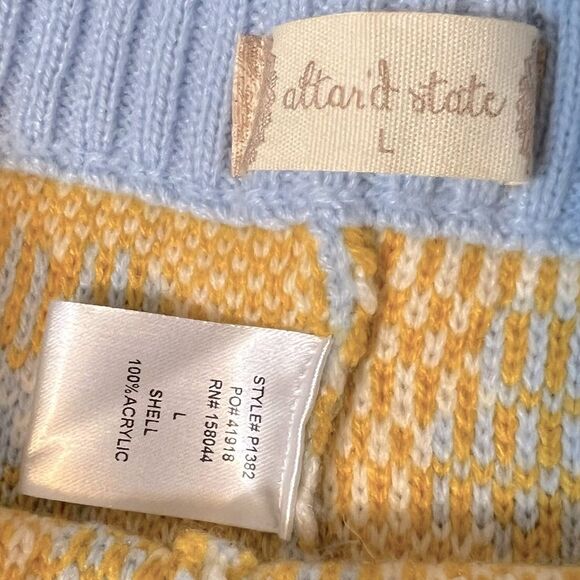 altar'd state
L
STYLE# P1382
PO# 41918
RN# 158044
L
SHELL
100%ACRYLIC